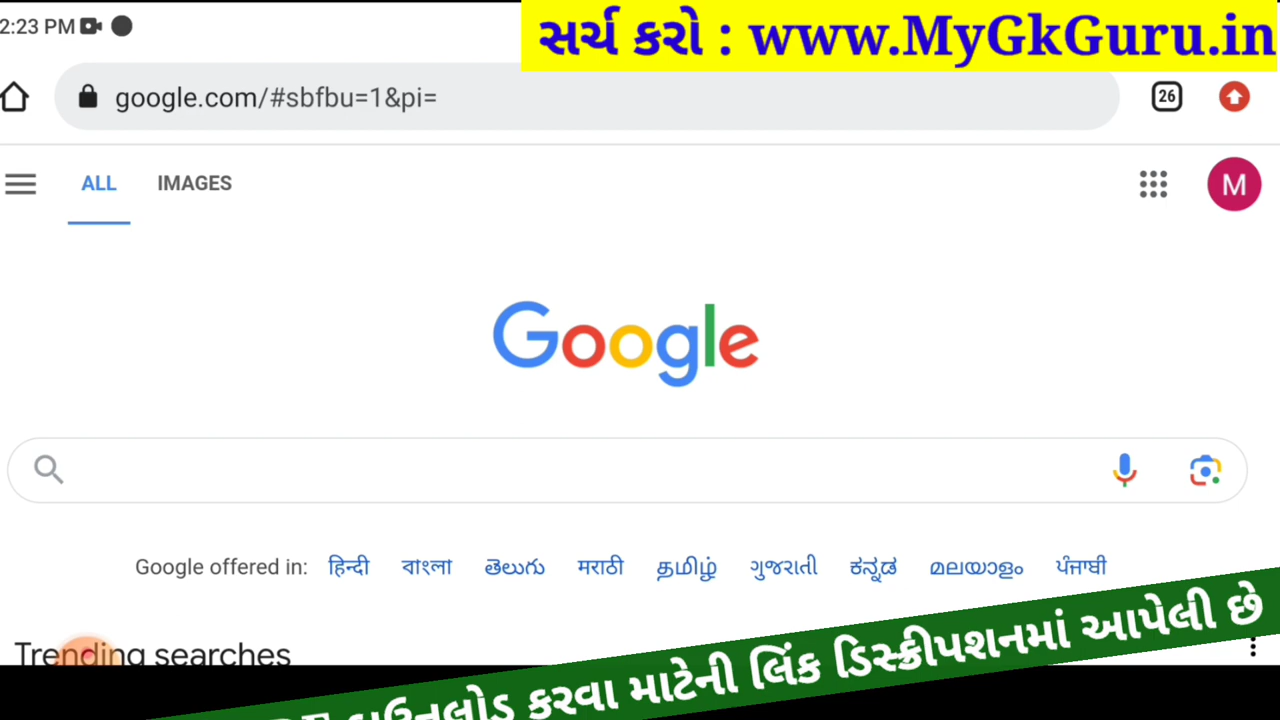 2:23 PM
સર્ચ કરો : www.MyGkGuru.in
google.com/#sbfbu=1&pi=
26
ALL IMAGES
M
Google
Google offered in: हिन्दी বাংলা తెలుగు मराठी தமிழ் ગુજરાતી ಕನ್ನಡ മലയാളം ਪੰਜਾਬੀ
Trending searches
ડાઉનલોડ કરવા માટેની લિંક ડિસ્ક્રીપશનમાં આપેલી છે